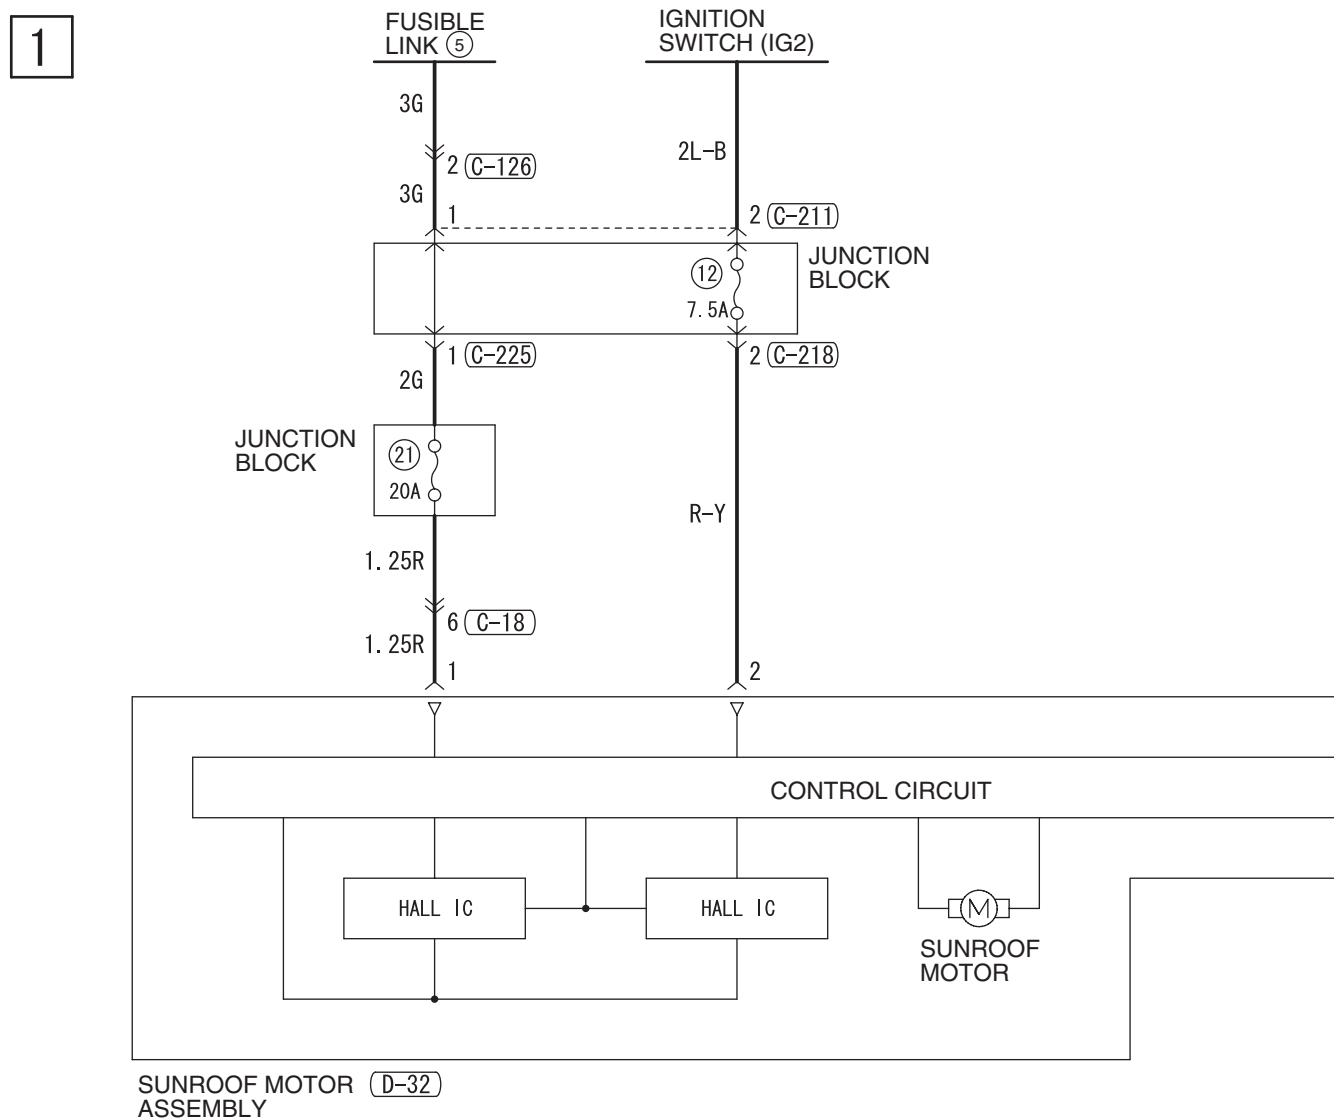 1
FUSIBLE
LINK 5
IGNITION
SWITCH (IG2)
3G
2L-B
2 C-126
3G
1
2 C-211
JUNCTION
BLOCK
12
7.5A
1 C-225
2 C-218
2G
JUNCTION
BLOCK
21
20A
R-Y
1.25R
6 C-18
1.25R
1
2
CONTROL CIRCUIT
HALL IC
HALL IC
M
SUNROOF
MOTOR
SUNROOF MOTOR D-32
ASSEMBLY